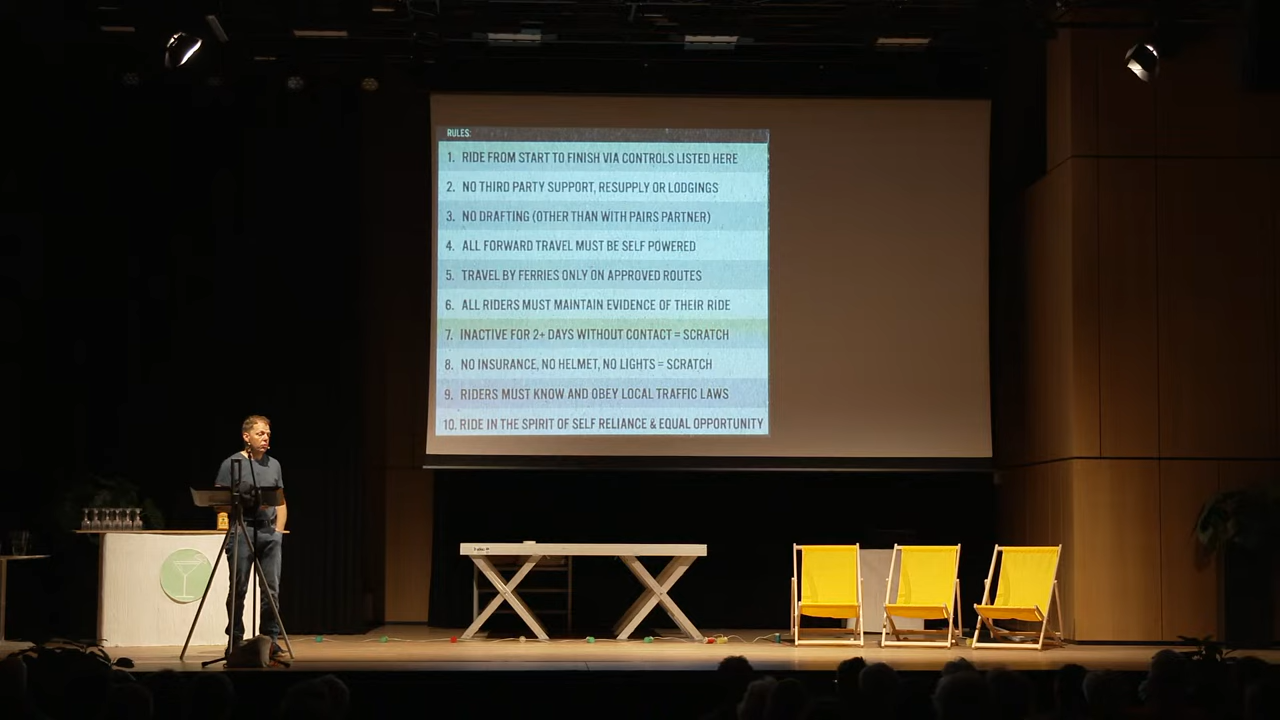 RULES:
1. RIDE FROM START TO FINISH VIA CONTROLS LISTED HERE
2. NO THIRD PARTY SUPPORT, RESUPPLY OR LODGINGS
3. NO DRAFTING (OTHER THAN WITH PAIRS PARTNER)
4. ALL FORWARD TRAVEL MUST BE SELF POWERED
5. TRAVEL BY FERRIES ONLY ON APPROVED ROUTES
6. ALL RIDERS MUST MAINTAIN EVIDENCE OF THEIR RIDE
7. INACTIVE FOR 2+ DAYS WITHOUT CONTACT = SCRATCH
8. NO INSURANCE, NO HELMET, NO LIGHTS = SCRATCH
9. RIDERS MUST KNOW AND OBEY LOCAL TRAFFIC LAWS
10. RIDE IN THE SPIRIT OF SELF RELIANCE & EQUAL OPPORTUNITY